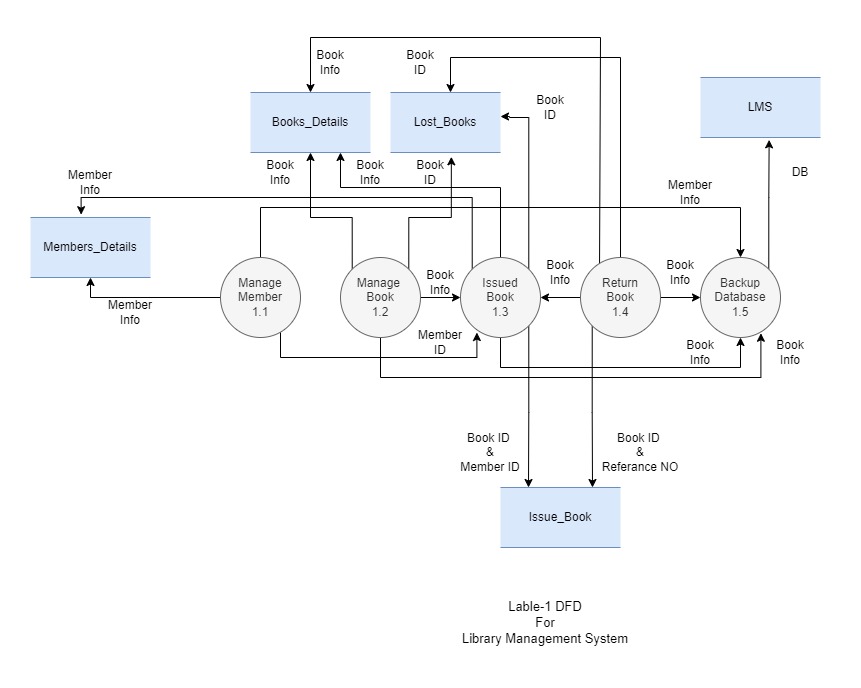 Book
Info
Book
ID
Book
ID
LMS
Books_Details
Lost_Books
Book
Info
Book
Info
Book
ID
DB
Member
Info
Member
Info
Members_Details
Manage
Member
1.1
Manage
Book
1.2
Book
Info
Issued
Book
1.3
Book
Info
Return
Book
1.4
Book
Info
Backup
Database
1.5
Member
Info
Member
ID
Book
Info
Book
Info
Book ID
&
Member ID
Book ID
&
Referance NO
Issue_Book
Lable-1 DFD
For
Library Management System